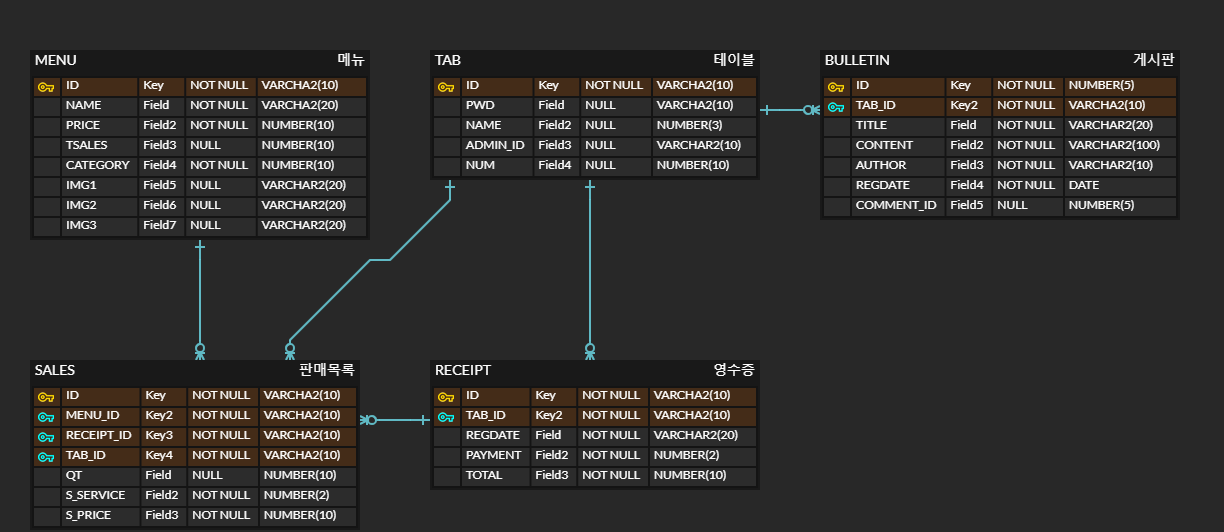 MENU 메뉴
ID Key NOT NULL VARCHA2(10)
NAME Field NOT NULL VARCHA2(20)
PRICE Field2 NOT NULL NUMBER(10)
TSALES Field3 NULL NUMBER(10)
CATEGORY Field4 NOT NULL NUMBER(10)
IMG1 Field5 NULL VARCHAR2(20)
IMG2 Field6 NULL VARCHAR2(20)
IMG3 Field7 NULL VARCHAR2(20)
TAB 테이블
ID Key NOT NULL VARCHA2(10)
PWD Field NULL VARCHA2(10)
NAME Field2 NULL NUMBER(3)
ADMIN_ID Field3 NULL VARCHAR2(10)
NUM Field4 NULL NUMBER(10)
BULLETIN 게시판
ID Key NOT NULL NUMBER(5)
TAB_ID Key2 NOT NULL VARCHA2(10)
TITLE Field NOT NULL VARCHAR2(20)
CONTENT Field2 NOT NULL VARCHAR2(100)
AUTHOR Field3 NOT NULL VARCHAR2(10)
REGDATE Field4 NOT NULL DATE
COMMENT_ID Field5 NULL NUMBER(5)
SALES 판매목록
ID Key NOT NULL VARCHA2(10)
MENU_ID Key2 NOT NULL VARCHA2(10)
RECEIPT_ID Key3 NOT NULL VARCHA2(10)
TAB_ID Key4 NOT NULL VARCHA2(10)
QT Field NULL NUMBER(10)
S_SERVICE Field2 NOT NULL NUMBER(2)
S_PRICE Field3 NOT NULL NUMBER(10)
RECEIPT 영수증
ID Key NOT NULL VARCHA2(10)
TAB_ID Key2 NOT NULL VARCHA2(10)
REGDATE Field NOT NULL VARCHAR2(20)
PAYMENT Field2 NOT NULL NUMBER(2)
TOTAL Field3 NOT NULL NUMBER(10)